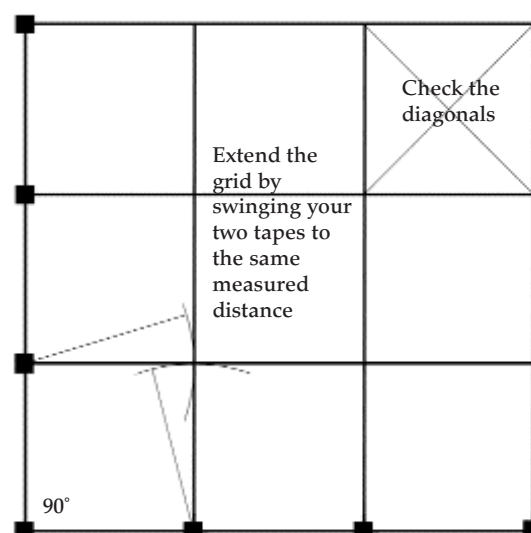 Check the
diagonals
Extend the
grid by
swinging your
two tapes to
the same
measured
distance
90°